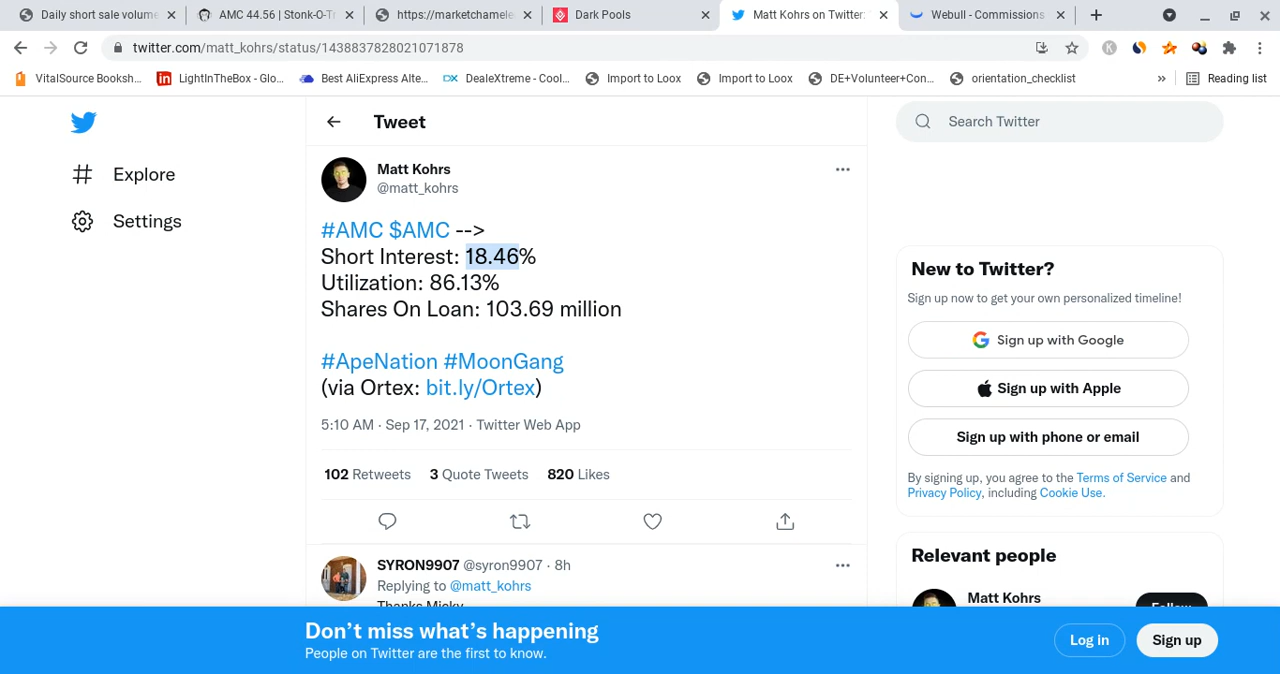 Daily short sale volume
AMC 44.56 | Stonk-O-T
https://marketchamele
Dark Pools
Matt Kohrs on Twitter:
Webull - Commissions
twitter.com/matt_kohrs/status/1438837828021071878
VitalSource Booksh...
LightInTheBox - Glo...
Best AliExpress Alte...
DealeXtreme - Cool...
Import to Loox
Import to Loox
DE+Volunteer+Con...
orientation_checklist
»
Reading list
Explore
Settings
Tweet
Matt Kohrs
@matt_kohrs
#AMC $AMC -->
Short Interest: 18.46%
Utilization: 86.13%
Shares On Loan: 103.69 million
#ApeNation #MoonGang
(via Ortex: bit.ly/Ortex)
5:10 AM · Sep 17, 2021 · Twitter Web App
102 Retweets 3 Quote Tweets 820 Likes
SYRON9907 @syron9907 · 8h
Replying to @matt_kohrs
Thanks Micky
Search Twitter
New to Twitter?
Sign up now to get your own personalized timeline!
Sign up with Google
Sign up with Apple
Sign up with phone or email
By signing up, you agree to the Terms of Service and
Privacy Policy, including Cookie Use.
Relevant people
Matt Kohrs
Follow
Don't miss what's happening
People on Twitter are the first to know.
Log in
Sign up